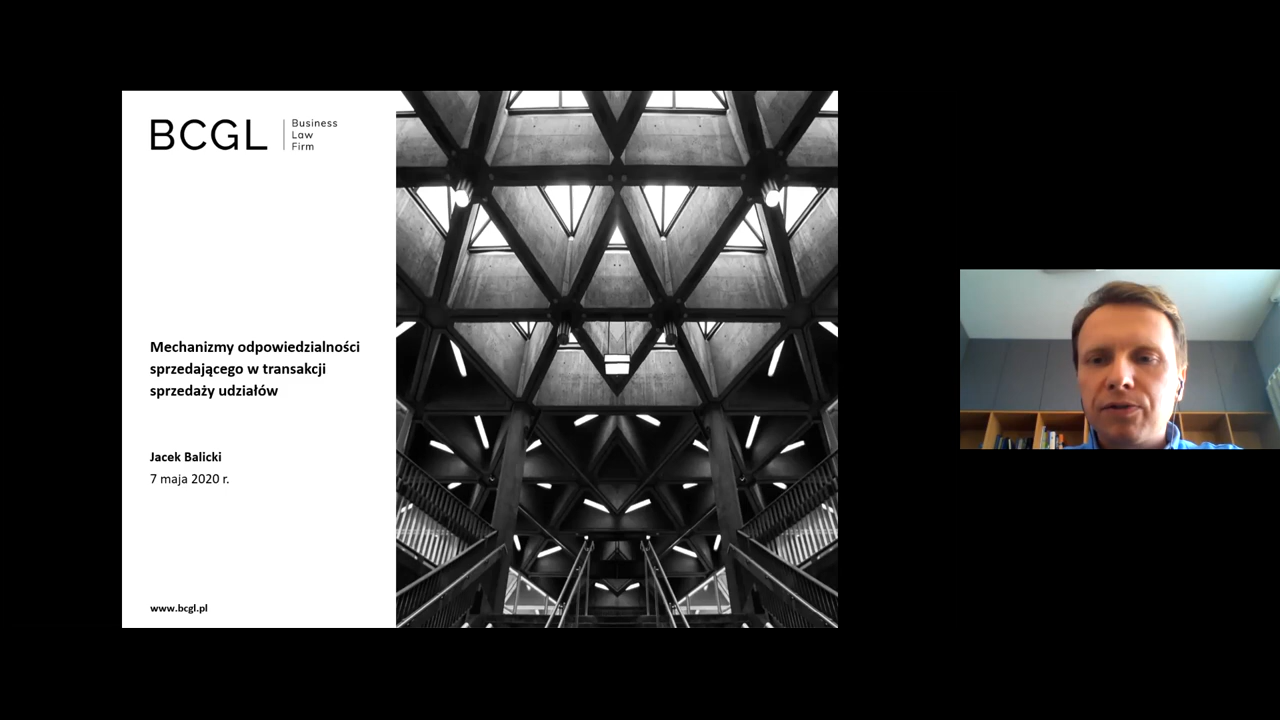 BCGL
Business
Law
Firm
Mechanizmy odpowiedzialności
sprzedającego w transakcji
sprzedaży udziałów
Jacek Balicki
7 maja 2020 r.
www.bcgl.pl